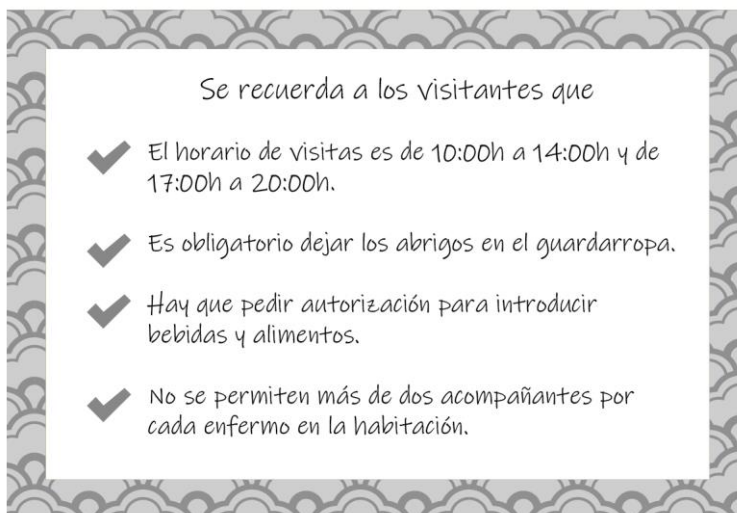 Se recuerda a los visitantes que
El horario de visitas es de 10:00h a 14:00h y de
17:00h a 20:00h.
Es obligatorio dejar los abrigos en el guardarropa.
Hay que pedir autorización para introducir
bebidas y alimentos.
No se permiten más de dos acompañantes por
cada enfermo en la habitación.